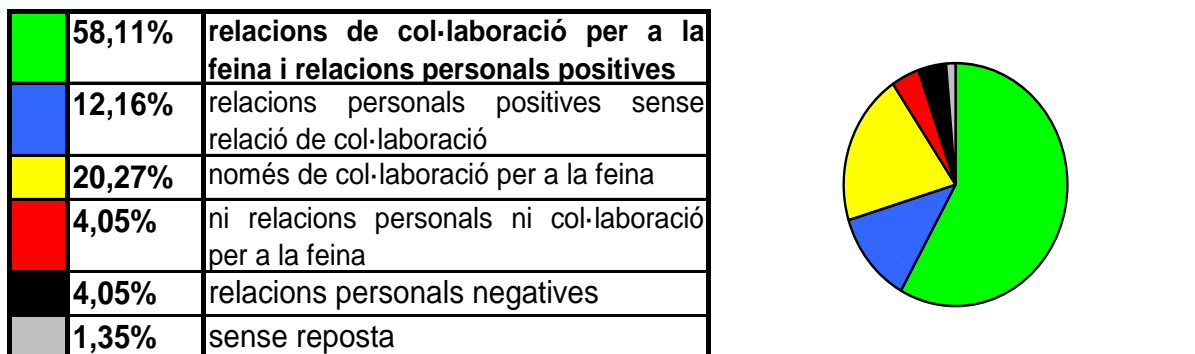 58,11% relacions de col·laboració per a la
feina i relacions personals positives
12,16% relacions personals positives sense
relació de col·laboració
20,27% només de col·laboració per a la feina
4,05% ni relacions personals ni col·laboració
per a la feina
4,05% relacions personals negatives
1,35% sense reposta